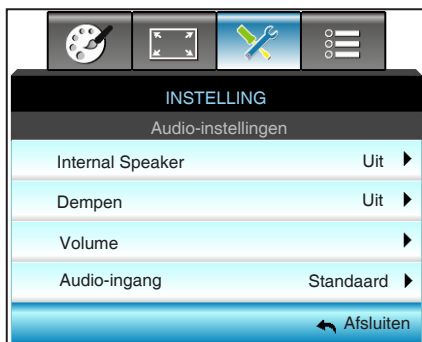 INSTELLING
Audio-instellingen
Internal Speaker Uit
Dempen Uit
Volume
Audio-ingang Standaard
Afsluiten